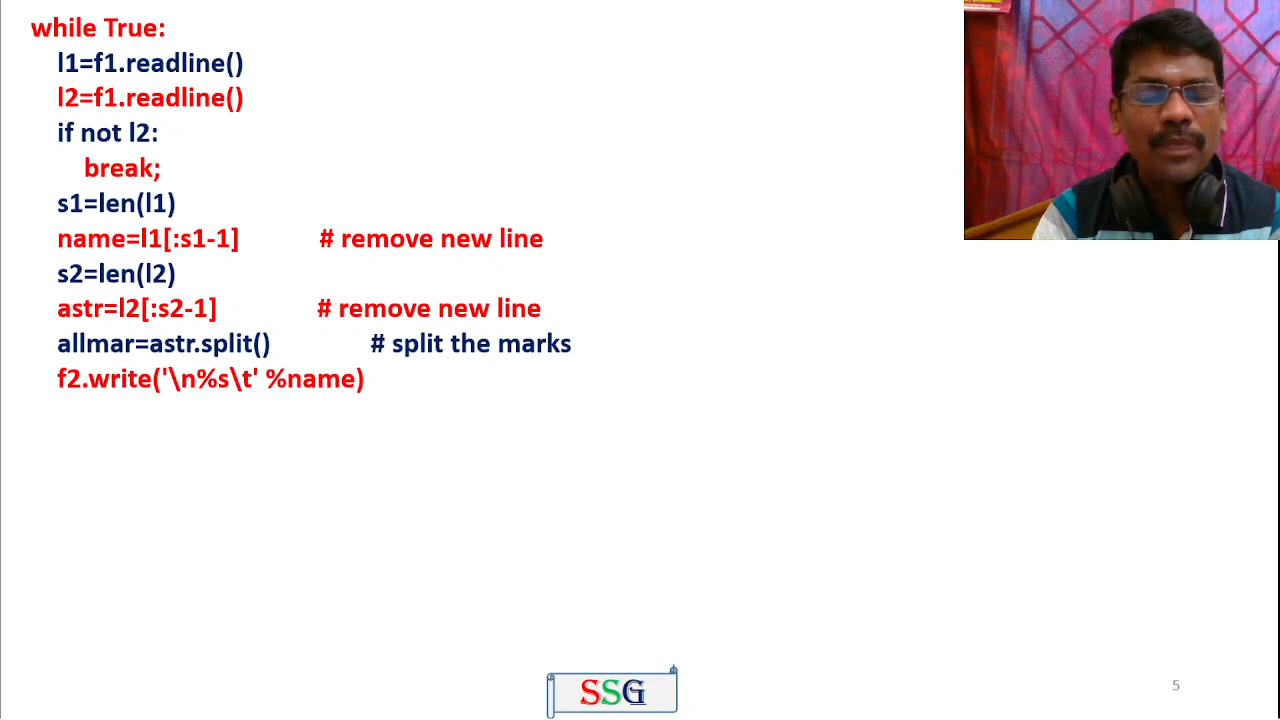 while True:
l1=f1.readline()
l2=f1.readline()
if not l2:
break;
s1=len(l1)
name=l1[:s1-1] # remove new line
s2=len(l2)
astr=l2[:s2-1] # remove new line
allmar=astr.split() # split the marks
f2.write('\n%s\t' %name)
SSG
5